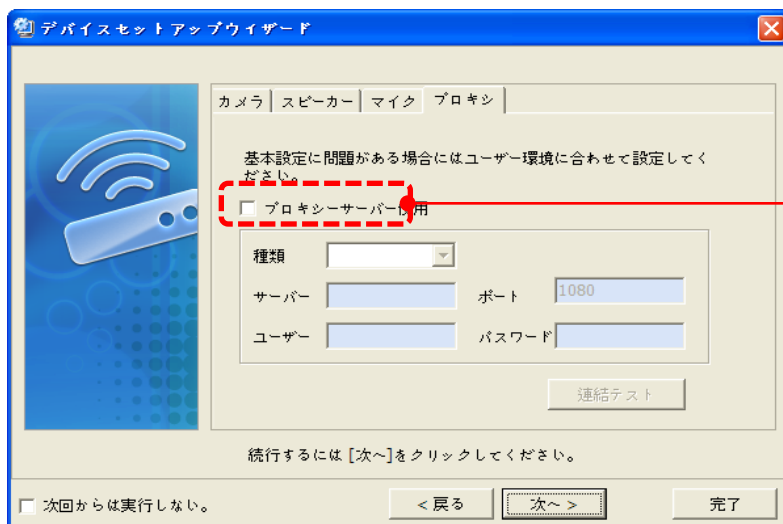 デバイスセットアップウィザード
カメラ スピーカー マイク プロキシ
基本設定に問題がある場合にはユーザー環境に合わせて設定してく
ださい。
プロキシーサーバー使用
種類
サーバー ポート 1080
ユーザー パスワード
連結テスト
続行するには [次へ]をクリックしてください。
次回からは実行しない。 <戻る 次へ > 完了